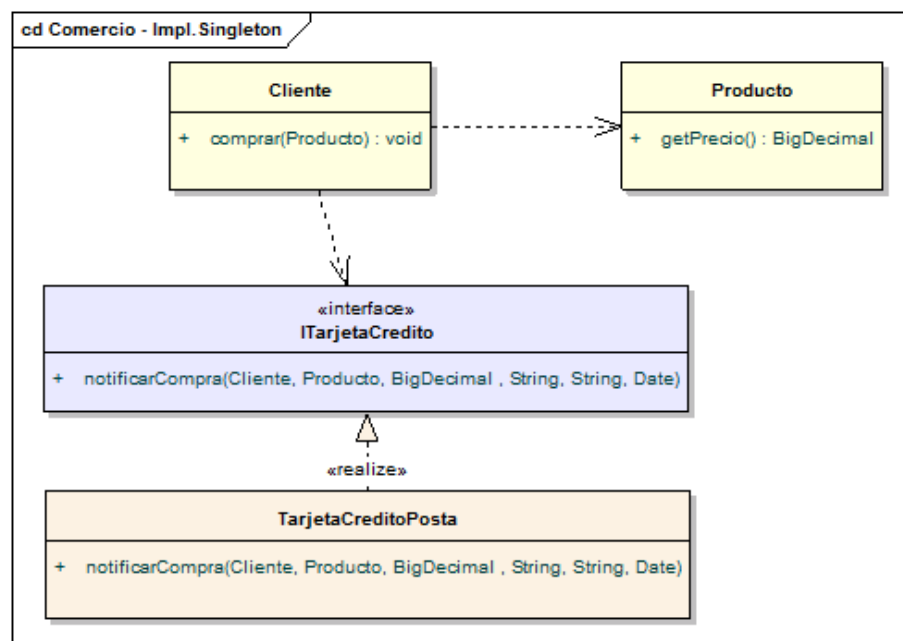 cd Comercio - Impl.Singleton
Cliente
+ comprar(Producto) : void
Producto
+ getPrecio() : BigDecimal
«interface»
ITarjetaCredito
+ notificarCompra(Cliente, Producto, BigDecimal , String, String, Date)
«realize»
TarjetaCreditoPosta
+ notificarCompra(Cliente, Producto, BigDecimal , String, String, Date)